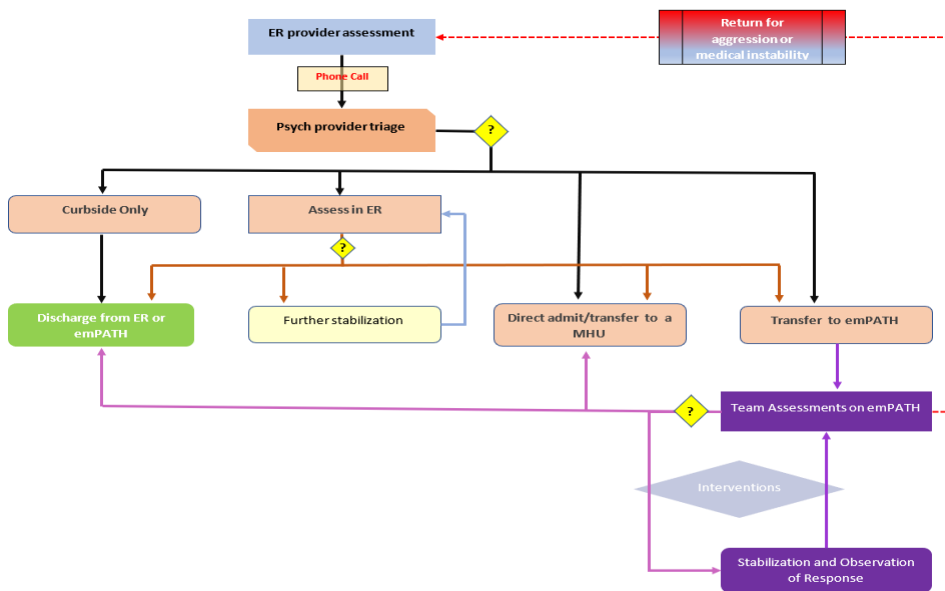 ER provider assessment
Return for
aggression or
medical instability
Phone Call
Psych provider triage
?
Curbside Only
Assess in ER
?
Discharge from ER or
emPATH
Further stabilization
Direct admit/transfer to a
MHU
Transfer to emPATH
?
Team Assessments on emPATH
Interventions
Stabilization and Observation
of Response